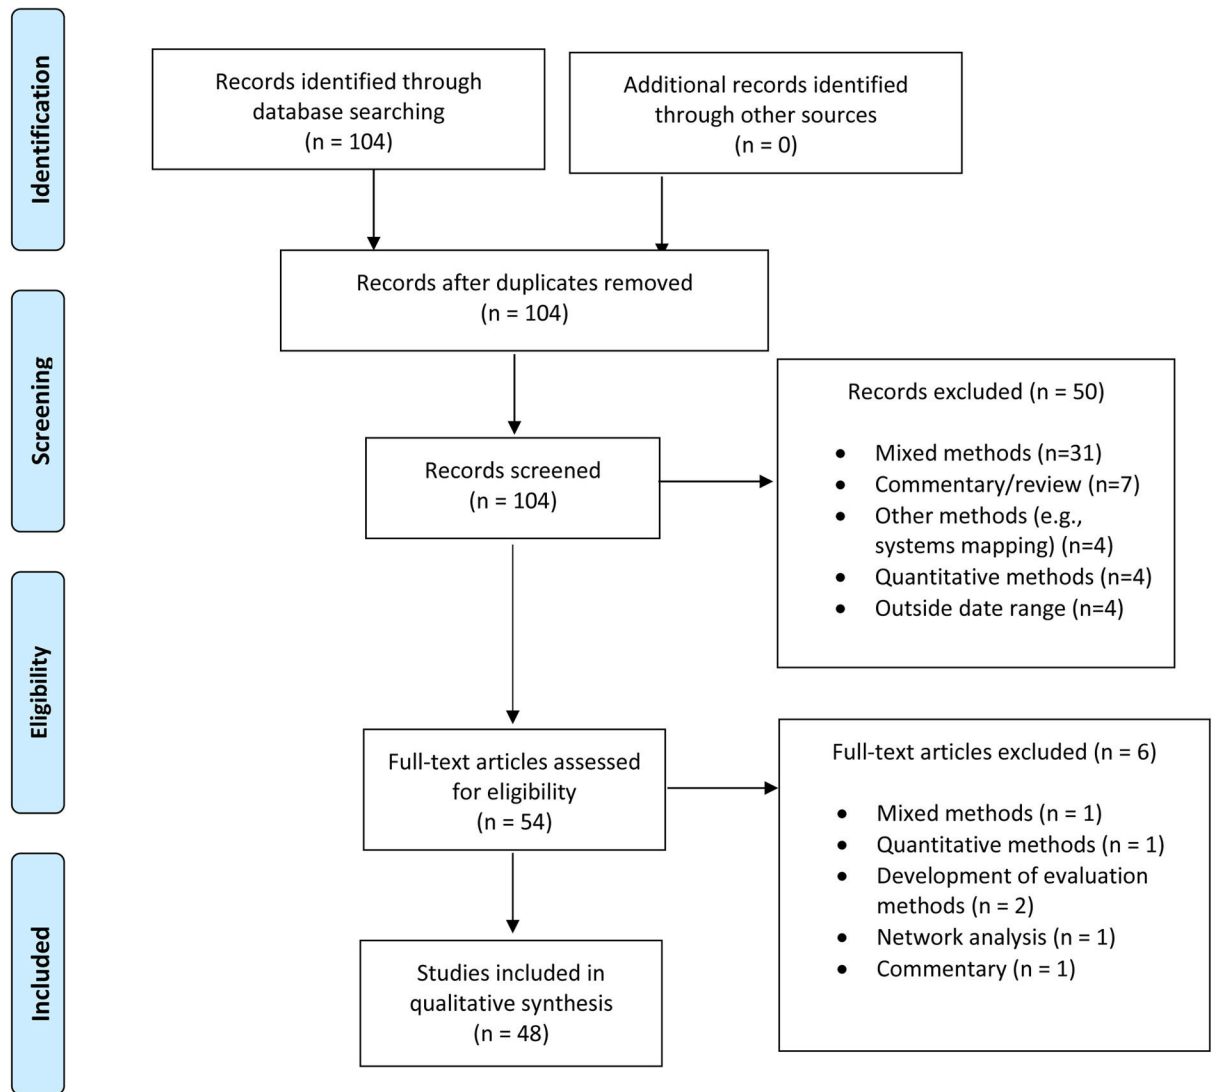 Identification
Records identified through
database searching
(n = 104)
Additional records identified
through other sources
(n = 0)
Records after duplicates removed
(n = 104)
Screening
Records screened
(n = 104)
Records excluded (n = 50)
● Mixed methods (n=31)
● Commentary/review (n=7)
● Other methods (e.g.,
systems mapping) (n=4)
● Quantitative methods (n=4)
● Outside date range (n=4)
Eligibility
Full-text articles assessed
for eligibility
(n = 54)
Full-text articles excluded (n = 6)
● Mixed methods (n = 1)
● Quantitative methods (n = 1)
● Development of evaluation
methods (n = 2)
● Network analysis (n = 1)
● Commentary (n = 1)
Included
Studies included in
qualitative synthesis
(n = 48)